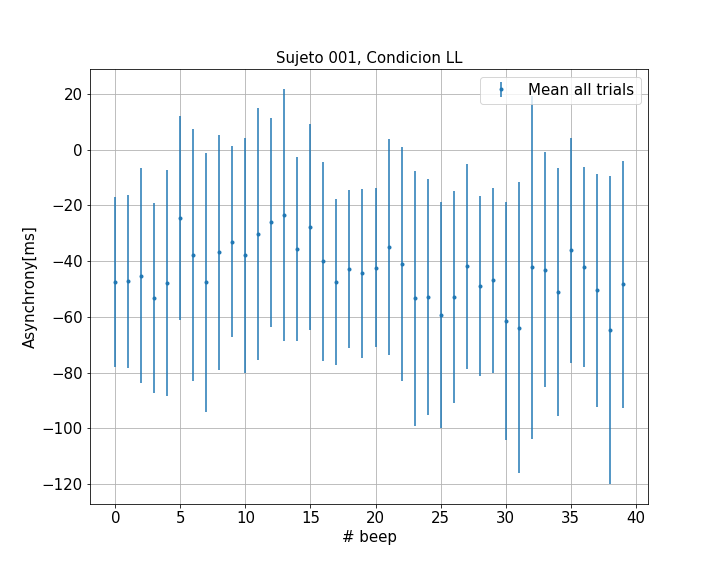 Sujeto 001, Condicion LL
Mean all trials
Asynchrony[ms]
20
0
−20
−40
−60
−80
−100
−120
0 5 10 15 20 25 30 35 40
# beep